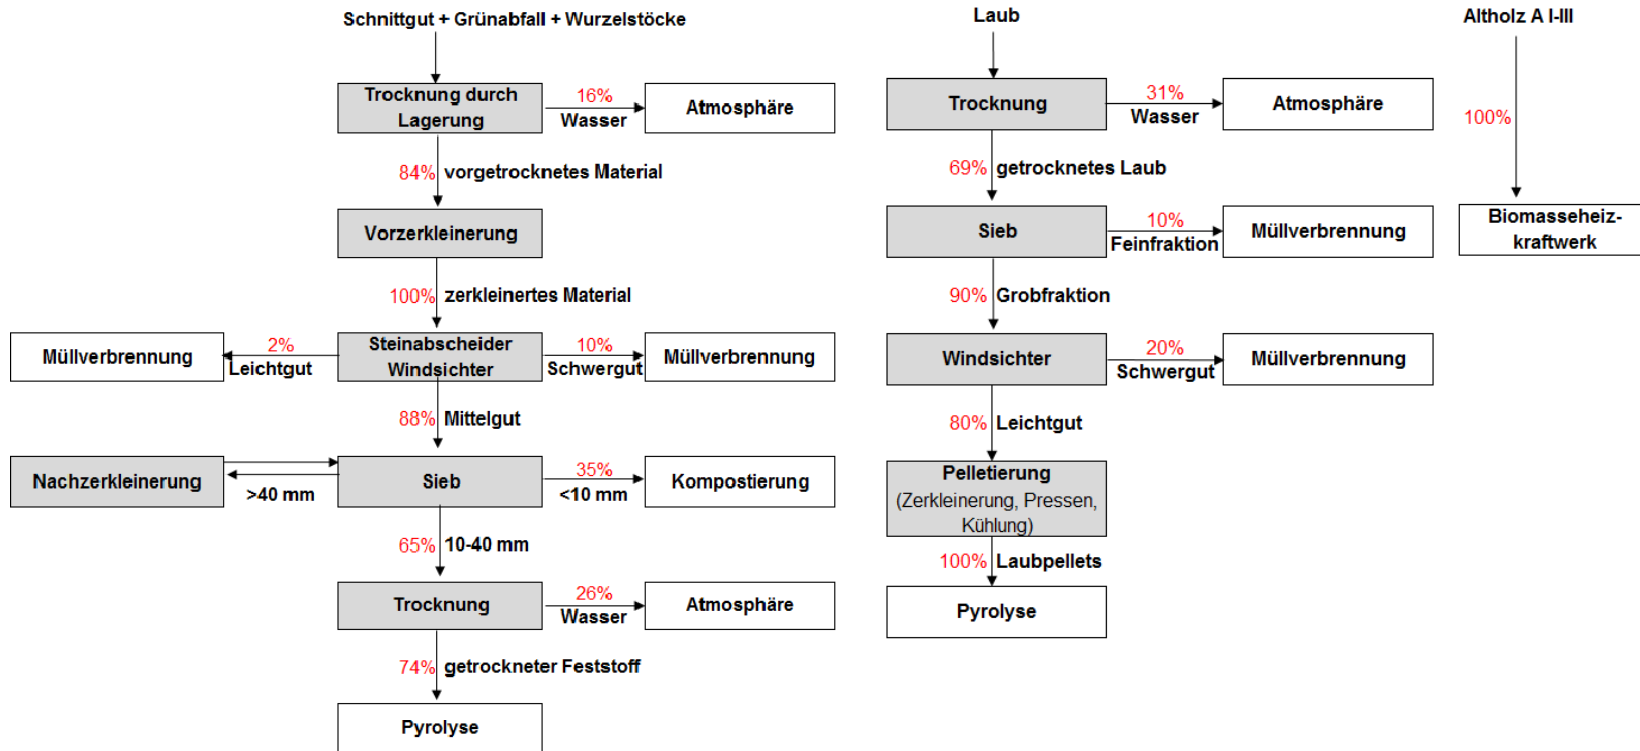 Schnittgut + Grünabfall + Wurzelstöcke
Trocknung durch
Lagerung
16%
Wasser
Atmosphäre
84% vorgetrocknetes Material
Vorzerkleinerung
100% zerkleinertes Material
Müllverbrennung
2%
Leichtgut
Steinabscheider
Windsichter
10%
Schwergut
Müllverbrennung
88% Mittelgut
Nachzerkleinerung
>40 mm
Sieb
35%
<10 mm
Kompostierung
65% 10-40 mm
Trocknung
26%
Wasser
Atmosphäre
74% getrockneter Feststoff
Pyrolyse
Laub
Trocknung
31%
Wasser
Atmosphäre
69% getrocknetes Laub
Sieb
10%
Feinfraktion
Müllverbrennung
90% Grobfraktion
Windsichter
20%
Schwergut
Müllverbrennung
80% Leichtgut
Pelletierung
(Zerkleinerung, Pressen,
Kühlung)
100% Laubpellets
Pyrolyse
Altholz A I-III
100%
Biomasseheiz-
kraftwerk